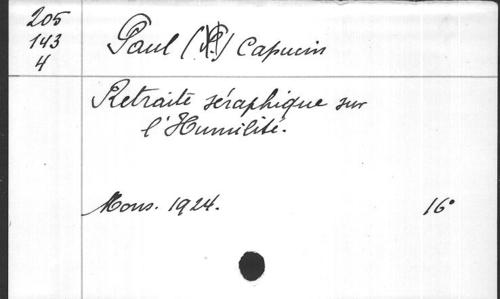 205
143
4
Paul (P.) Capucin
Retraite séraphique sur
l'Humilité.
Mons. 1924. 16°